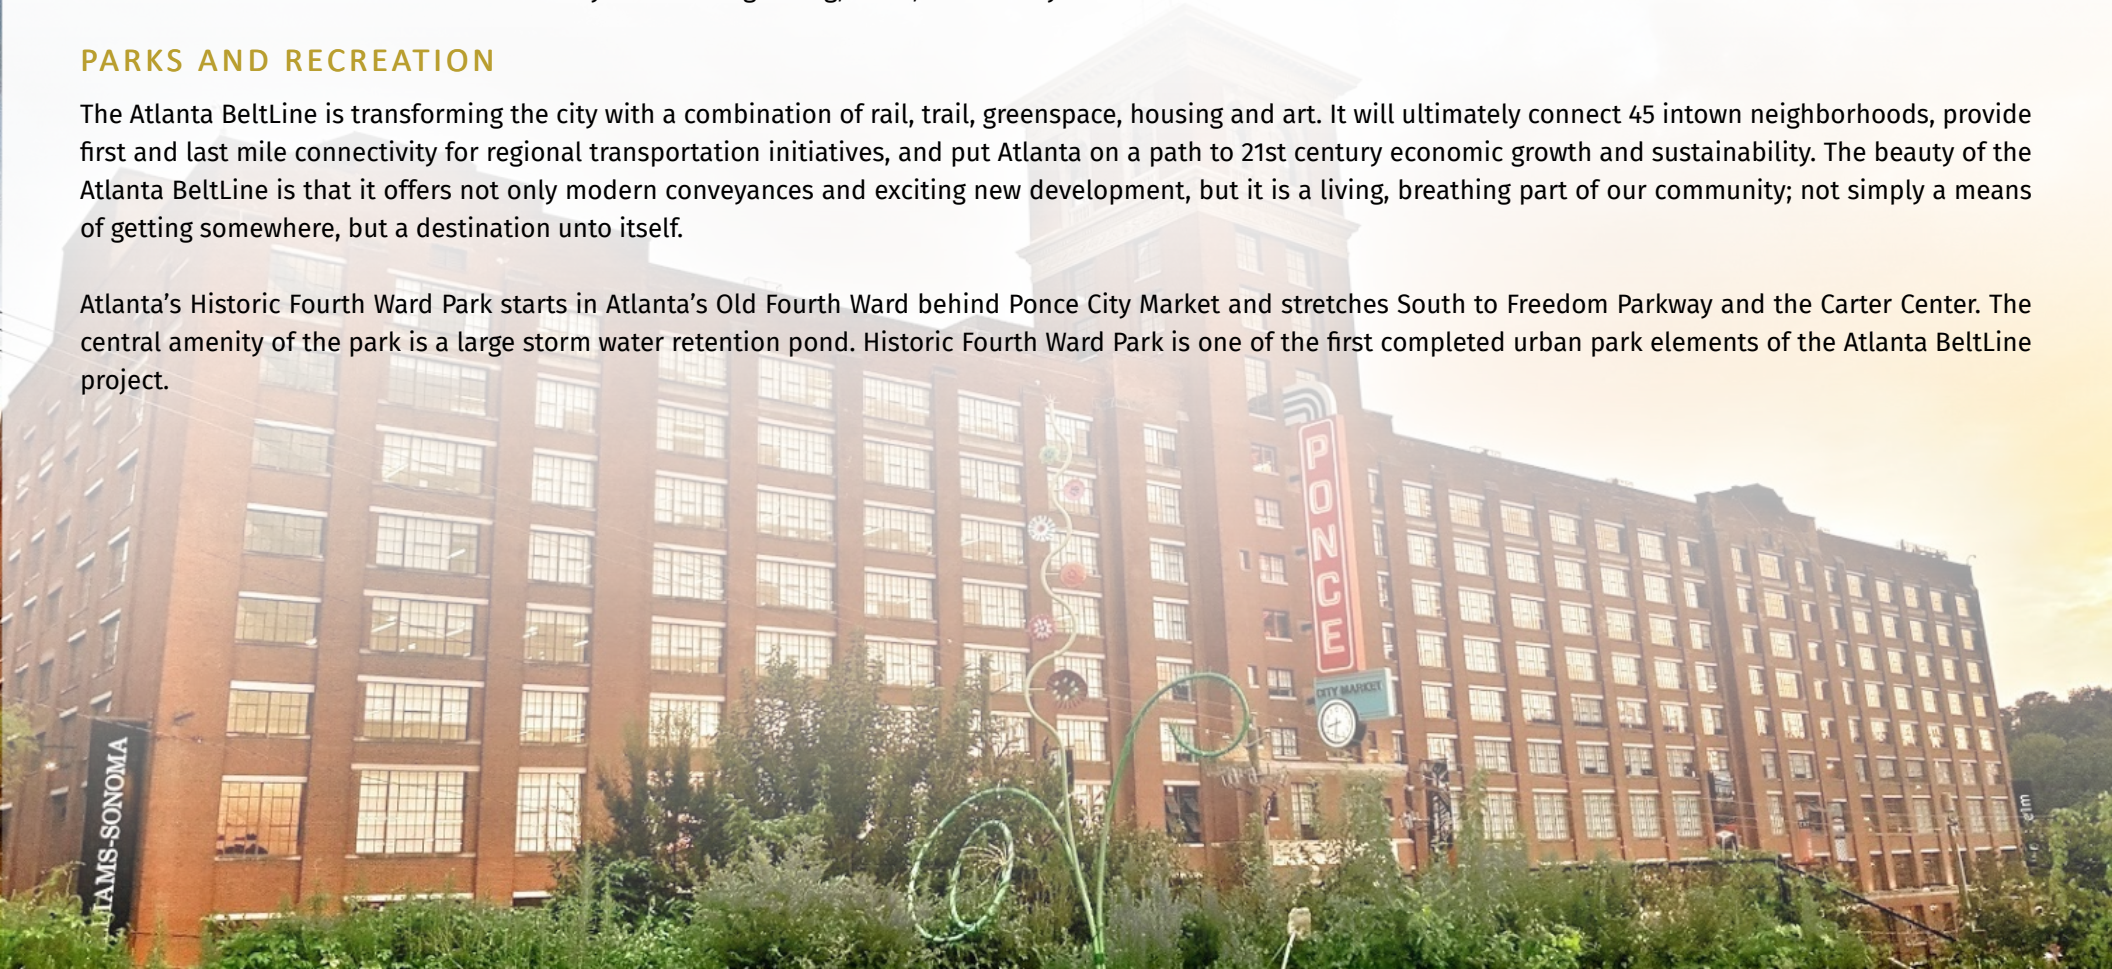 PARKS AND RECREATION
The Atlanta BeltLine is transforming the city with a combination of rail, trail, greenspace, housing and art. It will ultimately connect 45 intown neighborhoods, provide
first and last mile connectivity for regional transportation initiatives, and put Atlanta on a path to 21st century economic growth and sustainability. The beauty of the
Atlanta BeltLine is that it offers not only modern conveyances and exciting new development, but it is a living, breathing part of our community; not simply a means
of getting somewhere, but a destination unto itself.
Atlanta’s Historic Fourth Ward Park starts in Atlanta’s Old Fourth Ward behind Ponce City Market and stretches South to Freedom Parkway and the Carter Center. The
central amenity of the park is a large storm water retention pond. Historic Fourth Ward Park is one of the first completed urban park elements of the Atlanta BeltLine
project.
PONCE
CITY MARKET
LIAMS-SONOMA